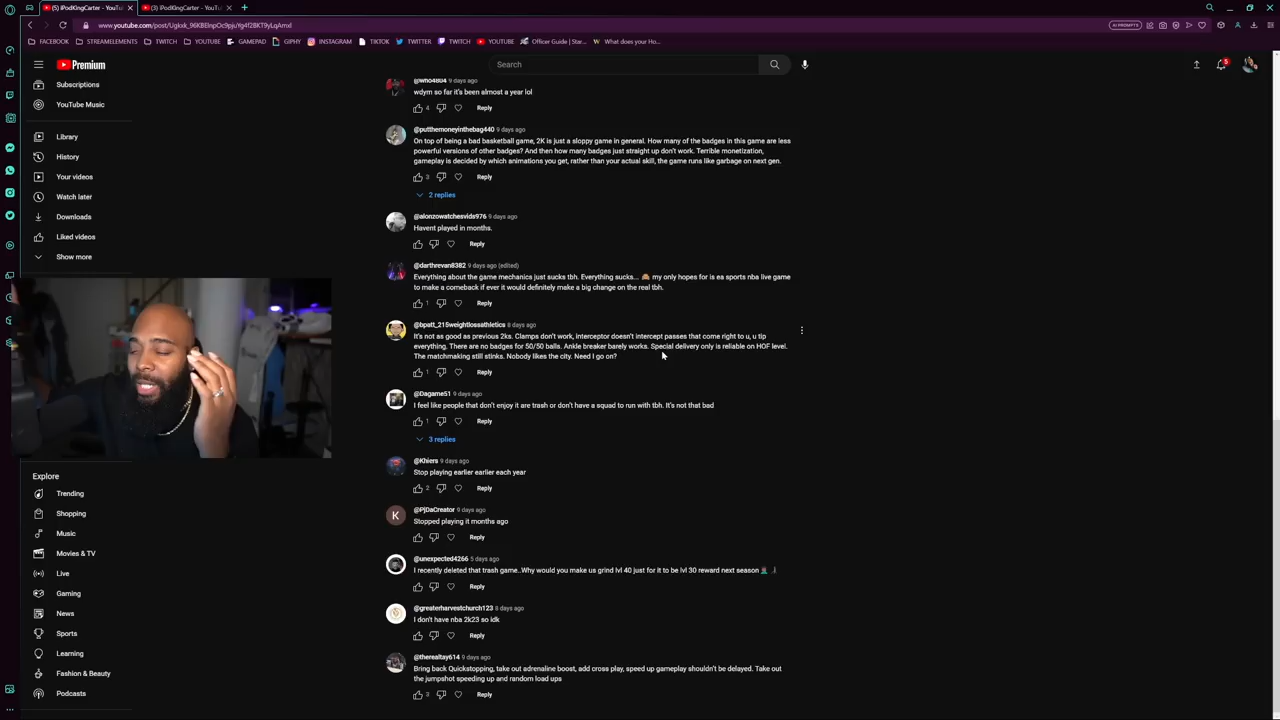 (5) iPodKingCarter - YouTu
(3) iPodKingCarter - YouTube
AI PROMPTS
FACEBOOK
STREAMELEMENTS
TWITCH
YOUTUBE
GAMEPAD
GIPHY
INSTAGRAM
TIKTOK
TWITTER
TWITCH
YOUTUBE
Officer Guide | Star...
What does your Ho...
Premium
Search
5
Subscriptions
YouTube Music
Library
History
Your videos
Watch later
Downloads
Liked videos
Show more
Explore
Trending
Shopping
Music
Movies & TV
Live
Gaming
News
Sports
Learning
Fashion & Beauty
Podcasts
@who4804 9 days ago
wdym so far it's been almost a year lol
4 Reply
@putthemoneyinthebag440 9 days ago
On top of being a bad basketball game, 2K is just a sloppy game in general. How many of the badges in this game are less
powerful versions of other badges? And then how many badges just straight up don't work. Terrible monetization,
gameplay is decided by which animations you get, rather than your actual skill, the game runs like garbage on next gen.
3 Reply
2 replies
@alonzowatchesvids976 9 days ago
Havent played in months.
Reply
@darthrevan8382 9 days ago (edited)
Everything about the game mechanics just sucks tbh. Everything sucks... 🙈 my only hopes for is ea sports nba live game
to make a comeback if ever it would definitely make a big change on the real tbh.
1 Reply
@bpatt_215weightlossathletics 8 days ago
It's not as good as previous 2ks. Clamps don't work, interceptor doesn't intercept passes that come right to u, u tip
everything. There are no badges for 50/50 balls. Ankle breaker barely works. Special delivery only is reliable on HOF level.
The matchmaking still stinks. Nobody likes the city. Need I go on?
1 Reply
@Dagame51 9 days ago
I feel like people that don't enjoy it are trash or don't have a squad to run with tbh. It's not that bad
1 Reply
3 replies
@Khiers 9 days ago
Stop playing earlier earlier each year
2 Reply
K
@PjDaCreator 9 days ago
Stopped playing it months ago
Reply
@unexpected4266 5 days ago
I recently deleted that trash game..Why would you make us grind lvl 40 just for it to be lvl 30 reward next season
Reply
@greaterharvestchurch123 8 days ago
I don't have nba 2k23 so idk
Reply
@therealtay614 9 days ago
Bring back Quickstopping, take out adrenaline boost, add cross play, speed up gameplay shouldn't be delayed. Take out
the jumpshot speeding up and random load ups
3 Reply